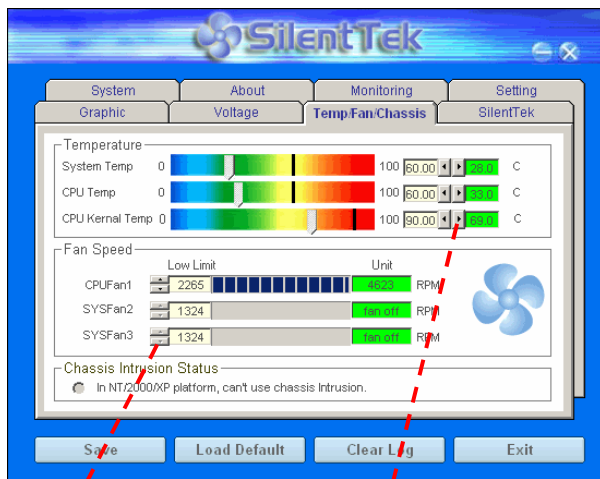 SilentTek
System About Monitoring Setting
Graphic Voltage Temp/Fan/Chassis SilentTek
Temperature
System Temp 0 100 60.00 28.0 C
CPU Temp 0 100 60.00 33.0 C
CPU Kernal Temp 0 100 90.00 69.0 C
Fan Speed
Low Limit Unit
CPUFan1 2265 4623 RPM
SYSFan2 1324 fan off RPM
SYSFan3 1324 fan off RPM
Chassis Intrusion Status
In NT/2000/XP platform, can't use chassis Intrusion.
Save Load Default Clear Log Exit